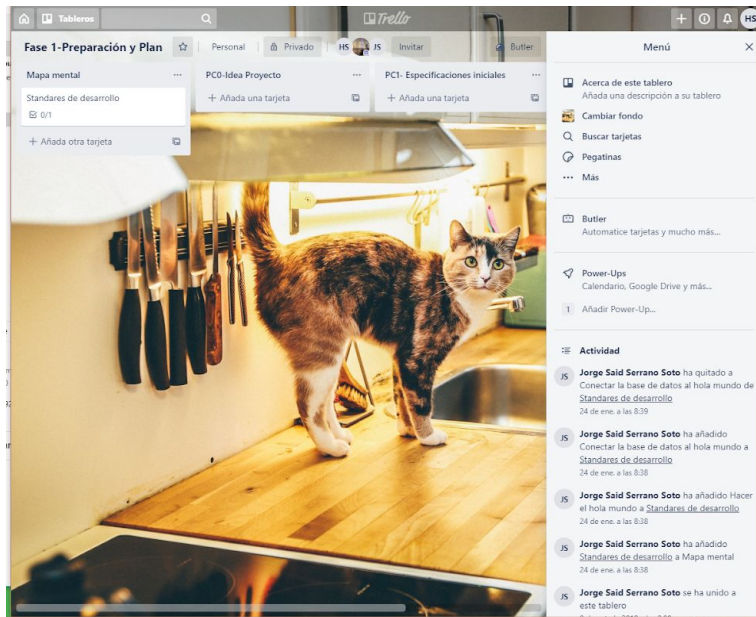 Tableros
Trello
HS
Fase 1-Preparación y Plan
Personal
Privado
HS
JS
Invitar
Butler
Mapa mental
Standares de desarrollo
0/1
+ Añada otra tarjeta
PC0-Idea Proyecto
+ Añada una tarjeta
PC1- Especificaciones iniciales
+ Añada una tarjeta
Menú
Acerca de este tablero
Añada una descripción a su tablero
Cambiar fondo
Buscar tarjetas
Pegatinas
Más
Butler
Automatice tarjetas y mucho más...
Power-Ups
Calendario, Google Drive y más...
1 Añadir Power-Up...
Actividad
JS
Jorge Said Serrano Soto ha quitado a
Conectar la base de datos al hola mundo de
Standares de desarrollo
24 de ene. a las 8:39
JS
Jorge Said Serrano Soto ha añadido
Conectar la base de datos al hola mundo a
Standares de desarrollo
24 de ene. a las 8:38
JS
Jorge Said Serrano Soto ha añadido Hacer
el hola mundo a Standares de desarrollo
24 de ene. a las 8:38
JS
Jorge Said Serrano Soto ha añadido
Standares de desarrollo a Mapa mental
24 de ene. a las 8:38
JS
Jorge Said Serrano Soto se ha unido a
este tablero